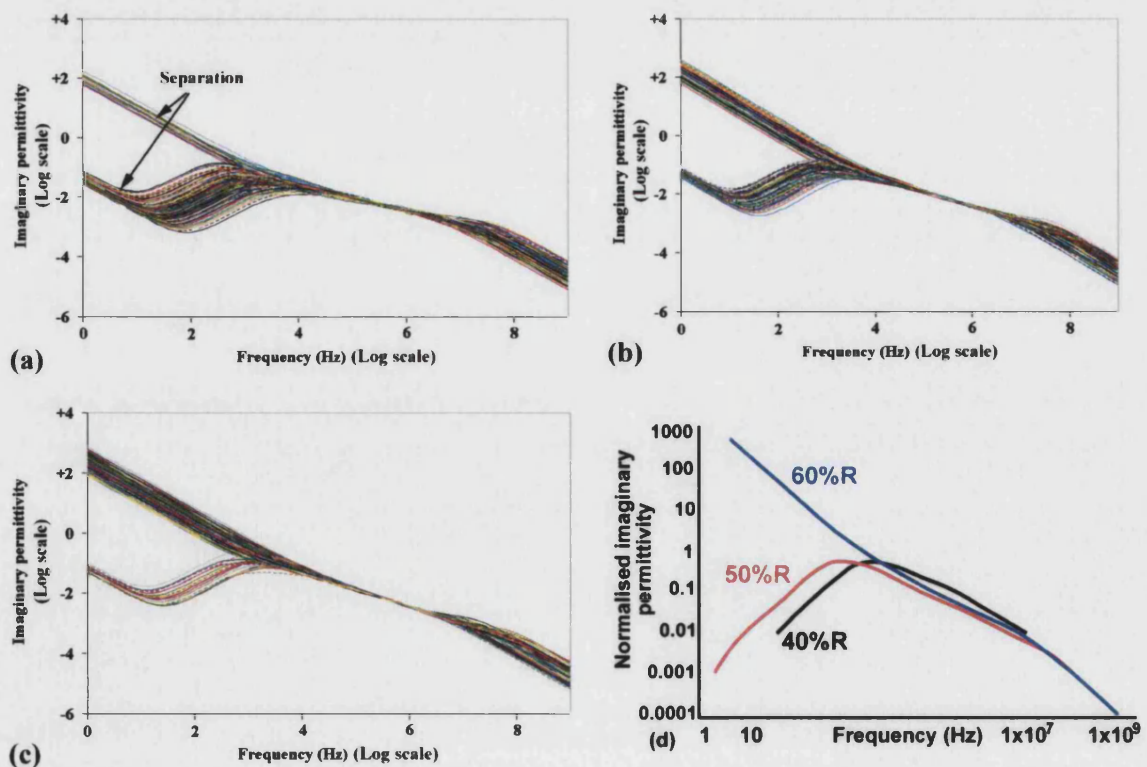 +4
+2
0
-2
-4
-6
Imaginary permittivity
(Log scale)
Separation
0
2
4
6
8
Frequency (Hz) (Log scale)
(a)
+4
+2
0
-2
-4
-6
Imaginary permittivity
(Log scale)
0
2
4
6
8
Frequency (Hz) (Log scale)
(b)
+4
+2
0
-2
-4
-6
Imaginary permittivity
(Log scale)
0
2
4
6
8
Frequency (Hz) (Log scale)
(c)
1000
100
10
1
0.1
0.01
0.001
0.0001
Normalised imaginary
permittivity
60%R
50%R
40%R
1
10
Frequency (Hz)
1x10⁷
1x10⁹
(d)